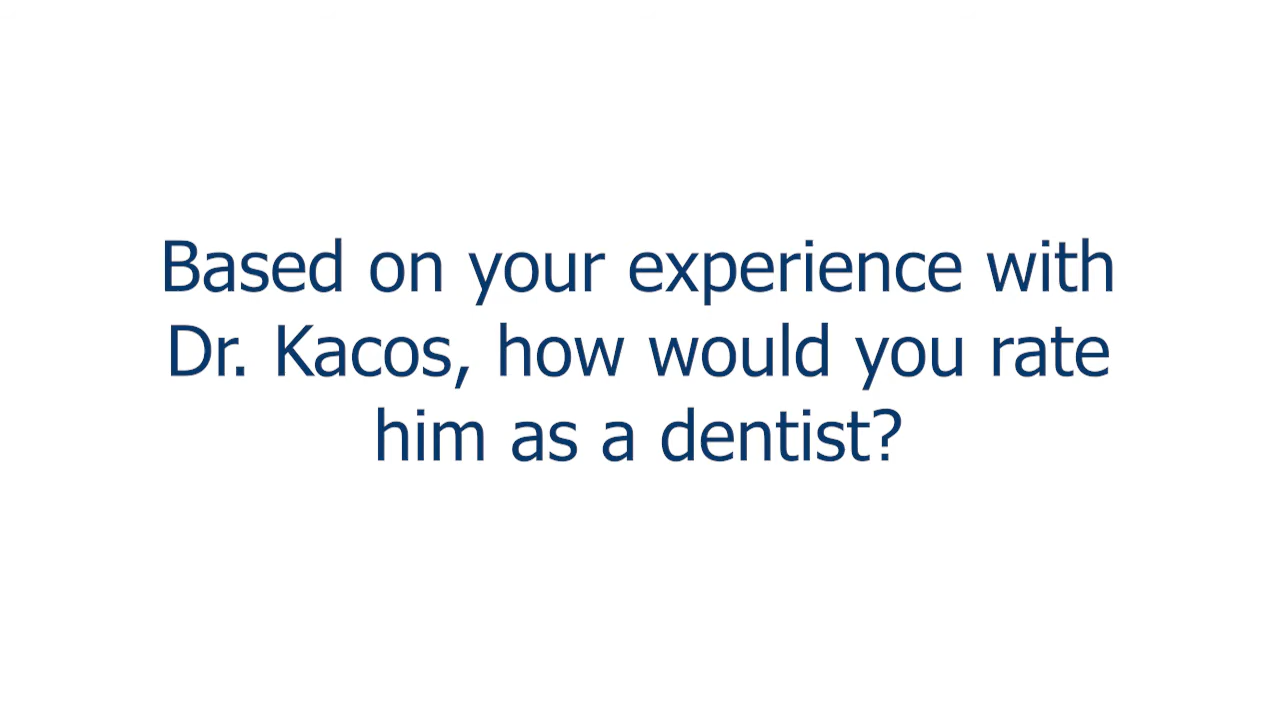 Based on your experience with
Dr. Kacos, how would you rate
him as a dentist?